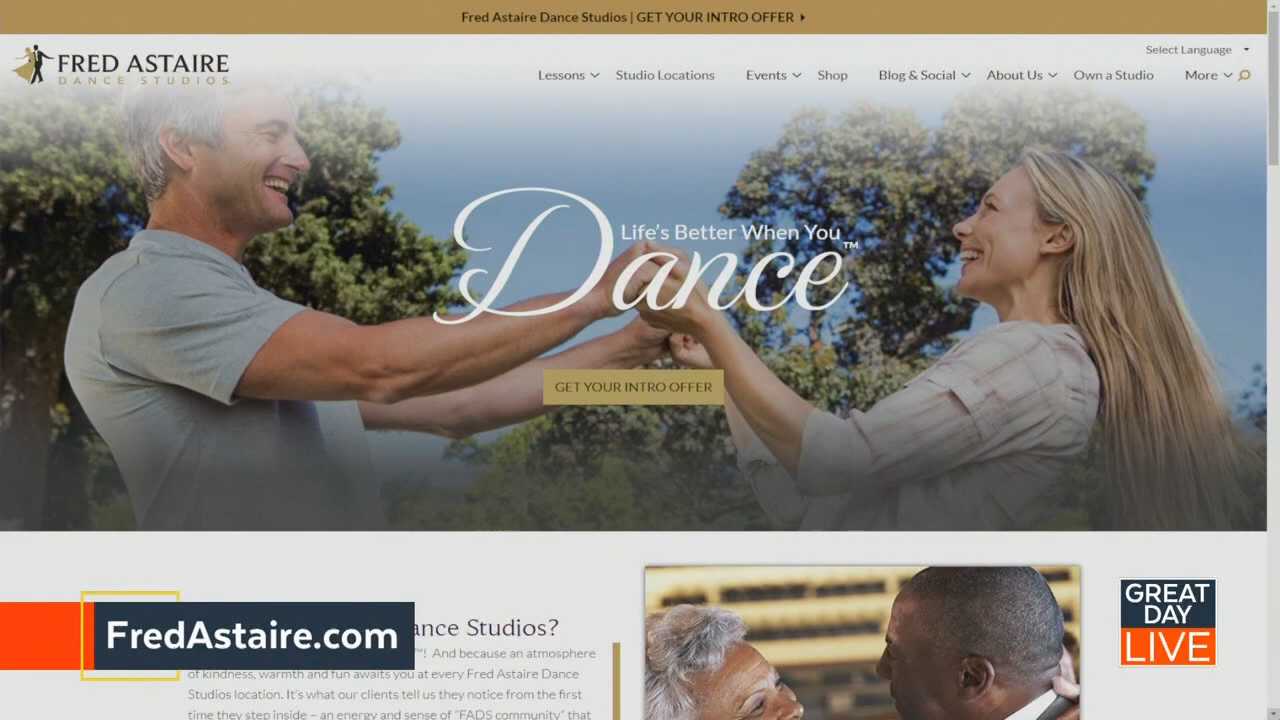 Fred Astaire Dance Studios | GET YOUR INTRO OFFER
Select Language
FRED ASTAIRE
DANCE STUDIOS
Lessons
Studio Locations
Events
Shop
Blog & Social
About Us
Own a Studio
More
Life's Better When You
Dance™
GET YOUR INTRO OFFER
ance Studios?
FredAstaire.com
! And because an atmosphere
of kindness, warmth and fun awaits you at every Fred Astaire Dance
Studios location. It's what our clients tell us they notice from the first
time they step inside – an energy and sense of "FADS community" that
GREAT
DAY
LIVE